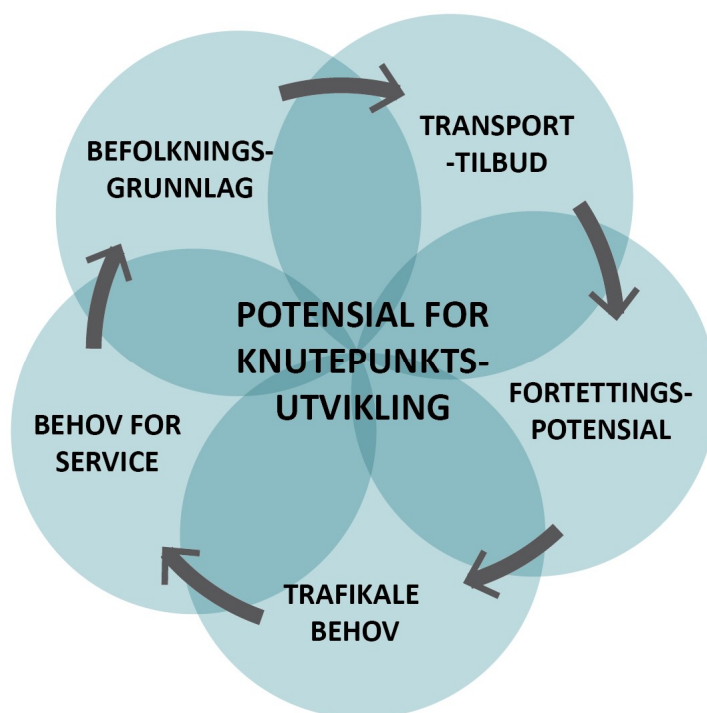 BEFOLKNINGS-
GRUNNLAG
TRANSPORT
-TILBUD
POTENSIAL FOR
KNUTEPUNKTS-
UTVIKLING
FORTETTINGS-
POTENSIAL
BEHOV FOR
SERVICE
TRAFIKALE
BEHOV